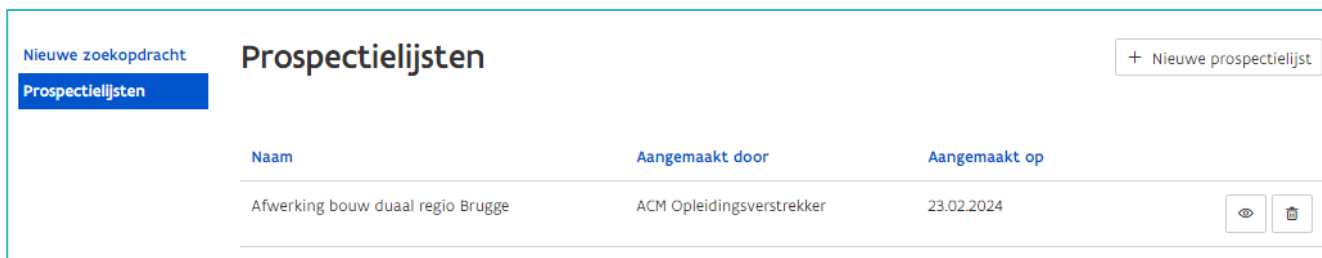 Nieuwe zoekopdracht
Prospectielijsten
Prospectielijsten
+ Nieuwe prospectielijst
Naam Aangemaakt door Aangemaakt op
Afwerking bouw duaal regio Brugge ACM Opleidingsverstrekker 23.02.2024